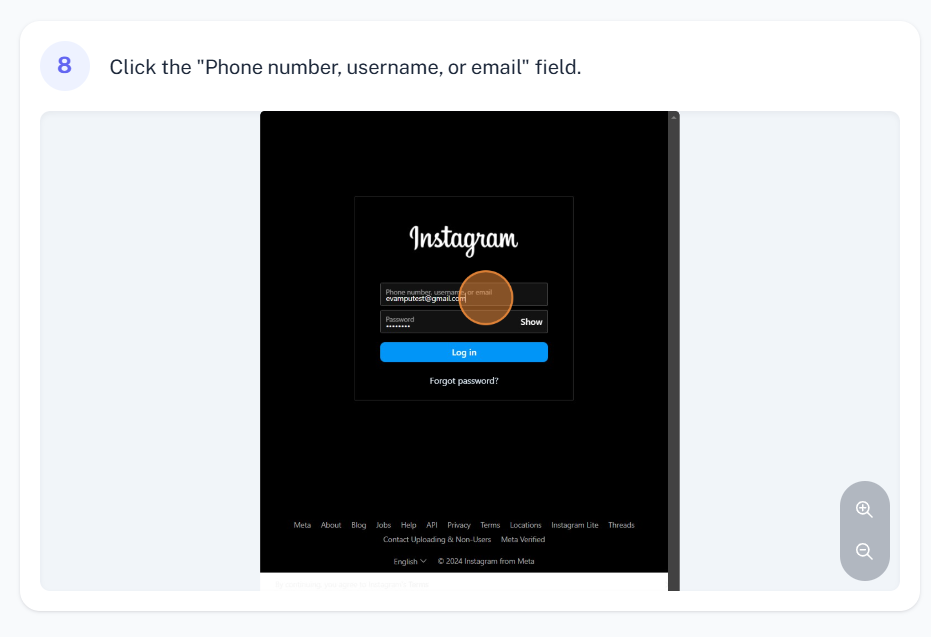 8
Click the "Phone number, username, or email" field.
Instagram
Phone number, username, or email
evamputest@gmail.com
Password
••••••••
Show
Log in
Forgot password?
Meta About Blog Jobs Help API Privacy Terms Locations Instagram Lite Threads
Contact Uploading & Non-Users Meta Verified
English © 2024 Instagram from Meta